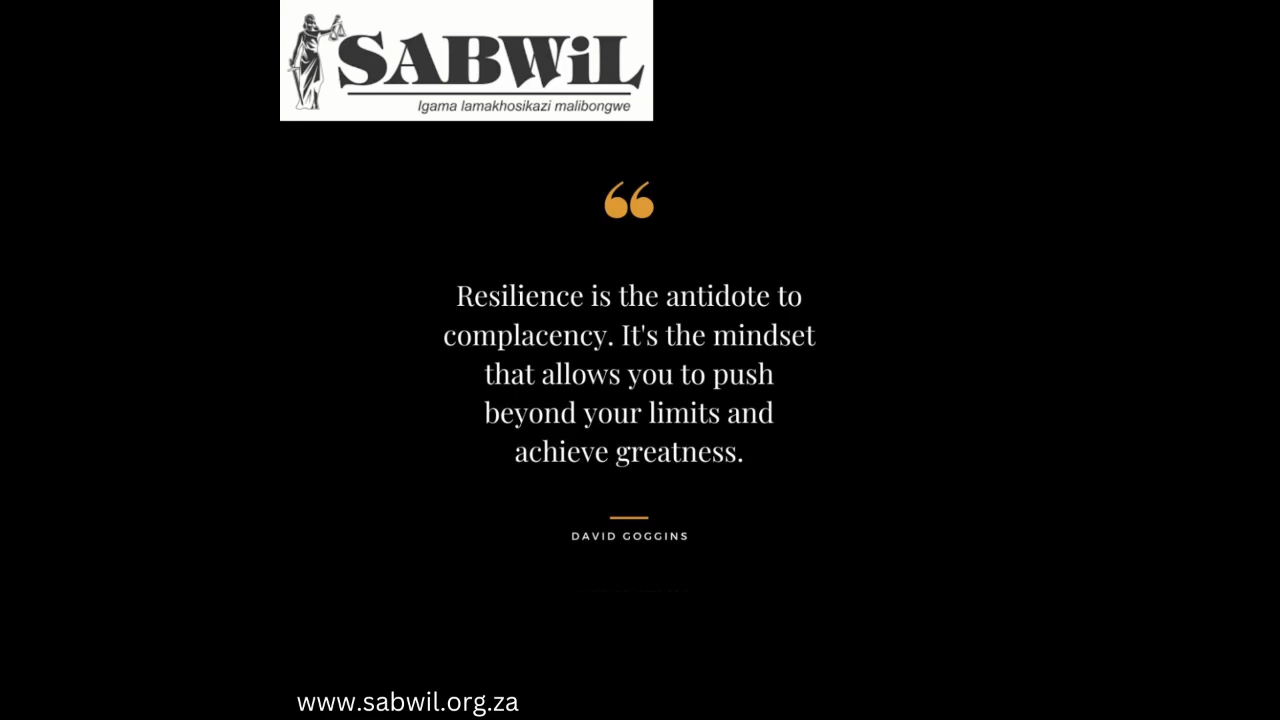 SABWiL
Igama lamakhosikazi malibongwe
“
Resilience is the antidote to
complacency. It's the mindset
that allows you to push
beyond your limits and
achieve greatness.
DAVID GOGGINS
www.sabwil.org.za